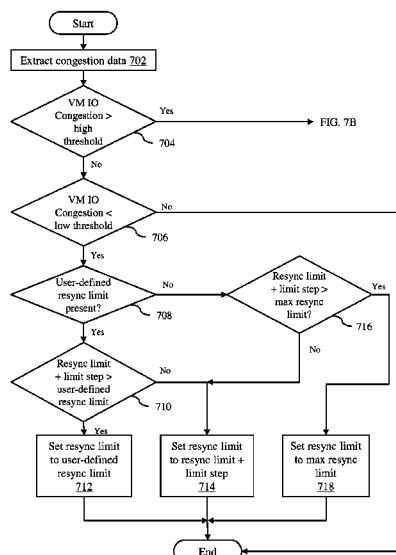 Start
Extract congestion data 702
VM IO
Congestion >
high
threshold
Yes
FIG. 7B
704
No
VM IO
Congestion <
low threshold
No
706
Yes
User-defined
resync limit
present?
No
708
Resync limit
+ limit step >
max resync
limit?
Yes
716
Yes
No
Resync limit
+ limit step >
user-defined
resync limit
No
710
Yes
Set resync limit
to user-defined
resync limit
712
Set resync limit
to resync limit +
limit step
714
Set resync limit
to max resync
limit
718
End